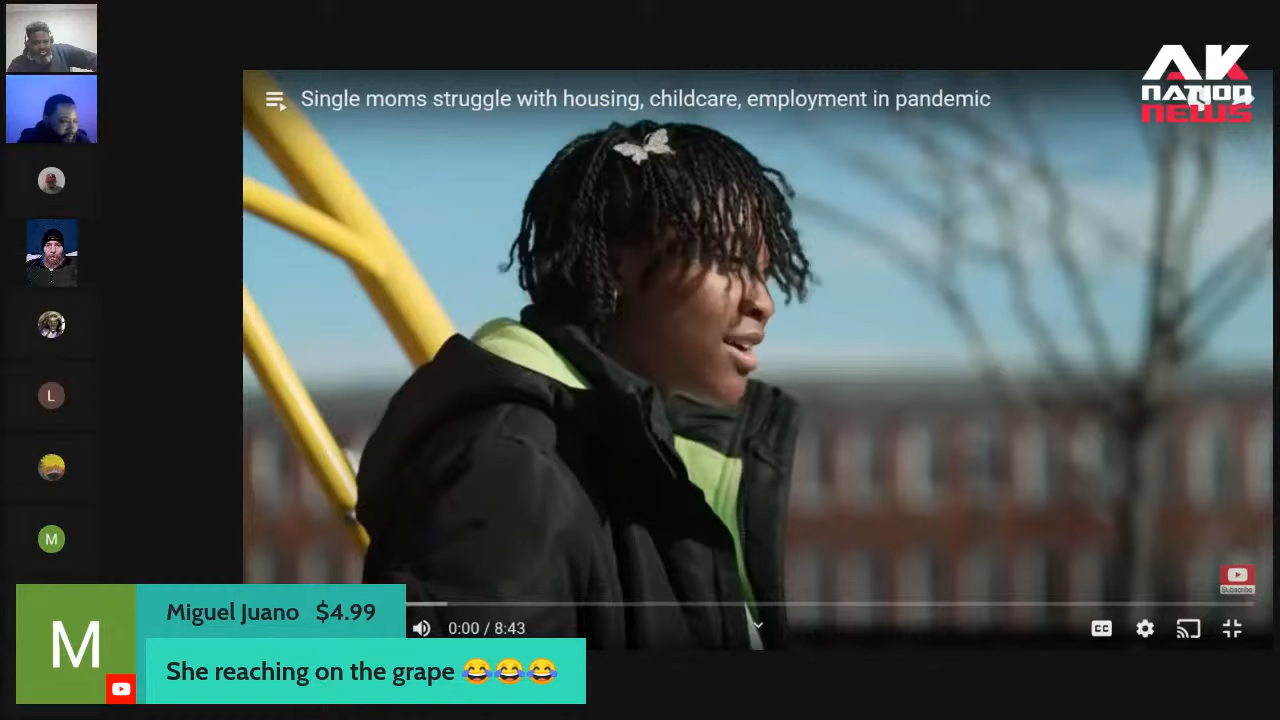 Single moms struggle with housing, childcare, employment in pandemic
AK
NATION
NEWS
L
M
Subscribe
M
Miguel Juano $4.99
She reaching on the grape 😂😂😂
0:00 / 8:43
CC